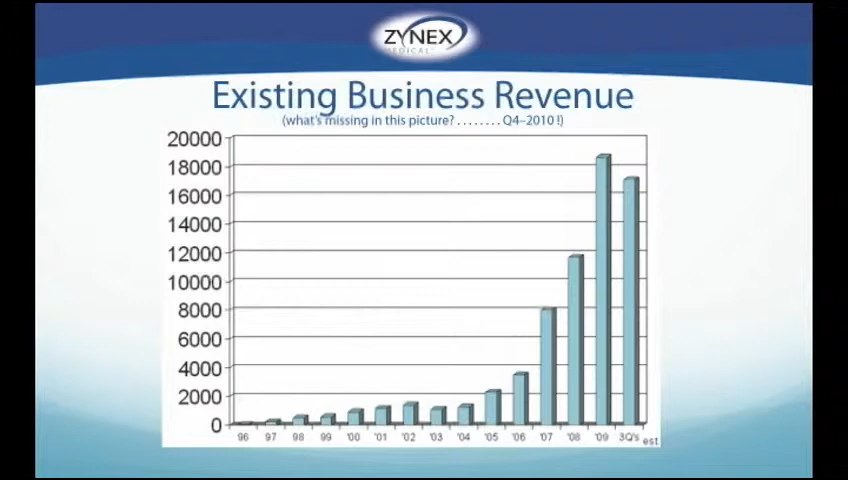 ZYNEX
MEDICAL
Existing Business Revenue
(what's missing in this picture? . . . . . . . . Q4–2010 !)
20000
18000
16000
14000
12000
10000
8000
6000
4000
2000
0
96 97 98 99 '00 '01 '02 '03 '04 '05 '06 '07 '08 '09 3Q's est.